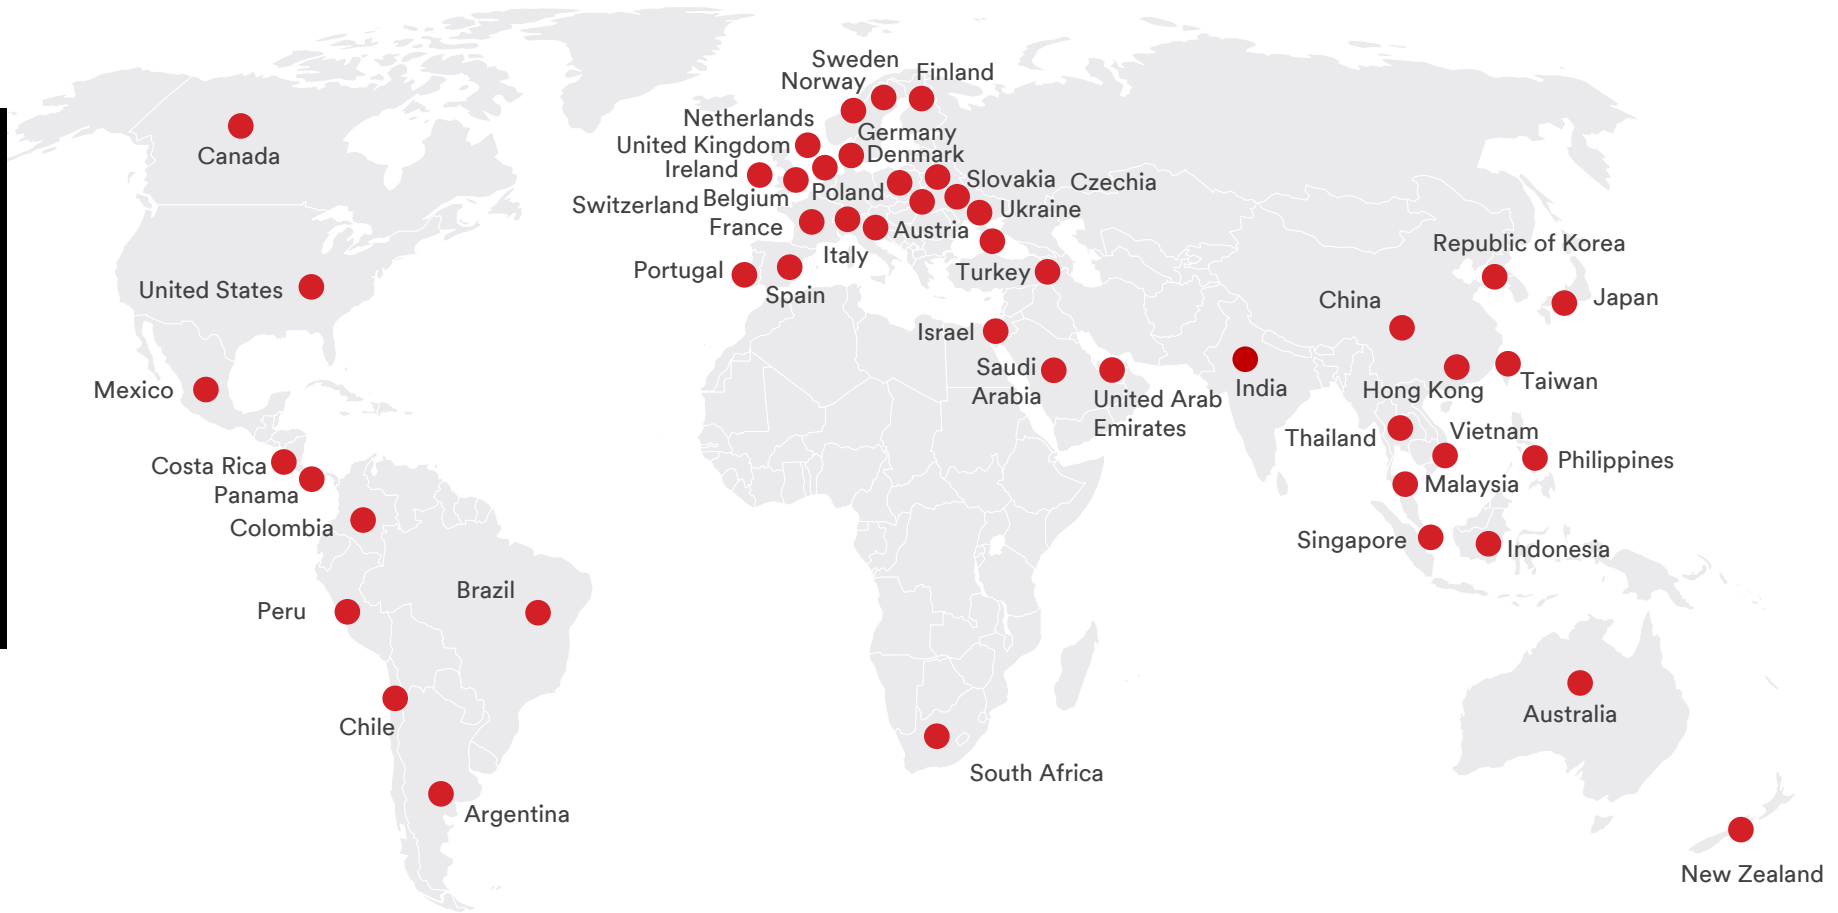 Sweden
Norway
Finland
Netherlands
Germany
United Kingdom
Denmark
Canada
Ireland
Slovakia
Czechia
Poland
Belgium
Switzerland
Ukraine
France
Austria
Republic of Korea
Italy
Portugal
Turkey
United States
Spain
China
Japan
Israel
Saudi
Arabia
India
Taiwan
Mexico
Hong Kong
United Arab
Emirates
Thailand
Vietnam
Philippines
Costa Rica
Panama
Malaysia
Colombia
Singapore
Indonesia
Brazil
Peru
Australia
Chile
South Africa
Argentina
New Zealand